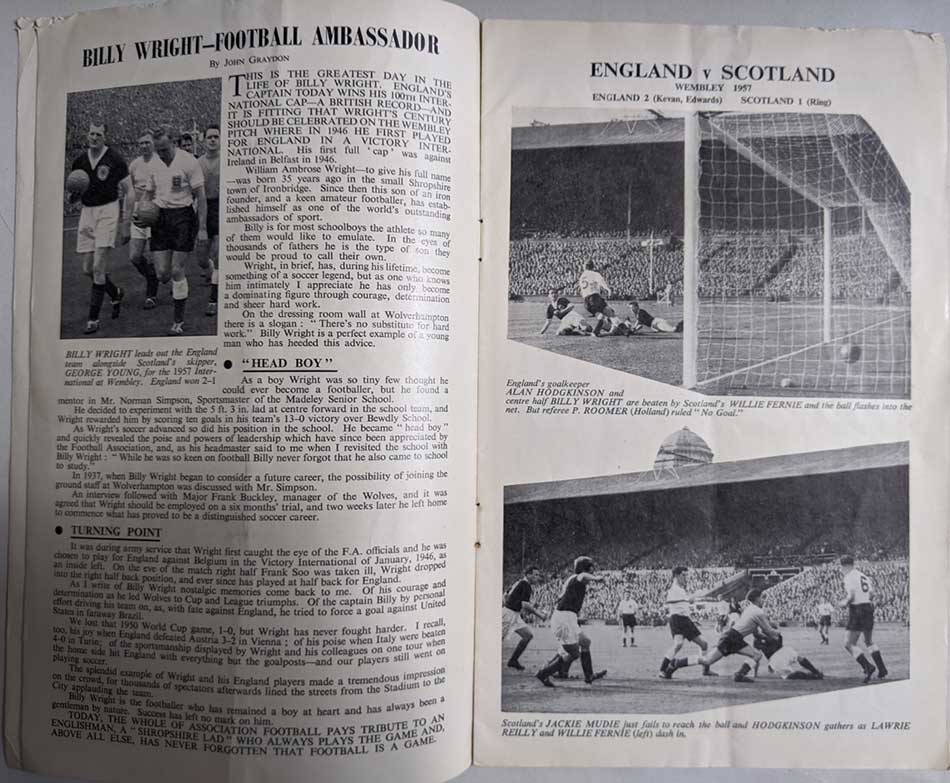 BILLY WRIGHT—FOOTBALL AMBASSADOR
By JOHN GRAYDON
THIS IS THE GREATEST DAY IN THE
LIFE OF BILLY WRIGHT, ENGLAND'S
CAPTAIN TODAY WINS HIS 100TH INTER-
NATIONAL CAP—A BRITISH RECORD—AND
IT IS FITTING THAT WRIGHT'S CENTURY
SHOULD BE CELEBRATED ON THE WEMBLEY
PITCH WHERE IN 1946 HE FIRST PLAYED
FOR ENGLAND IN A VICTORY INTER-
NATIONAL. His first full 'cap' was against
Ireland in Belfast in 1946.
William Ambrose Wright—to give his full name
—was born 35 years ago in the small Shropshire
town of Ironbridge. Since then this son of an iron
founder, and a keen amateur footballer, has estab-
lished himself as one of the world's outstanding
ambassadors of sport.
Billy is for most schoolboys the athlete so many
of them would like to emulate. In the eyes of
thousands of fathers he is the type of son they
would be proud to call their own.
Wright, in brief, has, during his lifetime, become
something of a soccer legend, but as one who knows
him intimately I appreciate he has only become
a dominating figure through courage, determination
and sheer hard work.
On the dressing room wall at Wolverhampton
there is a slogan: "There's no substitute for hard
work." Billy Wright is a perfect example of a young
man who has heeded this advice.
BILLY WRIGHT leads out the England
team alongside Scotland's skipper,
GEORGE YOUNG, for the 1957 Inter-
national at Wembley. England won 2–1
● "HEAD BOY"
As a boy Wright was so tiny few thought he
could ever become a footballer, but he found a
mentor in Mr. Norman Simpson, Sportsmaster of the Madeley Senior School.
He decided to experiment with the 5 ft. 3 in. lad at centre forward in the school team, and
Wright rewarded him by scoring ten goals in his team's 13–0 victory over Bewdly School.
As Wright's soccer advanced so did his position in the school. He became "head boy"
and quickly revealed the poise and powers of leadership which have since been appreciated by
the Football Association, and, as his headmaster said to me when I revisited the school with
Billy Wright: "While he was so keen on football Billy never forgot that he also came to school
to study."
In 1937, when Billy Wright began to consider a future career, the possibility of joining the
ground staff at Wolverhampton was discussed with Mr. Simpson.
An interview followed with Major Frank Buckley, manager of the Wolves, and it was
agreed that Wright should be employed on a six months' trial, and two weeks later he left home
to commence what has proved to be a distinguished soccer career.
● TURNING POINT
It was during army service that Wright first caught the eye of the F.A. officials and he was
chosen to play for England against Belgium in the Victory International of January, 1946, as
an inside left. On the eve of the match right half Frank Soo was taken ill, Wright dropped
into the right half back position, and ever since has played at half back for England.
As I write of Billy Wright nostalgic memories come back to me. Of his courage and
determination as he led Wolves to Cup and League triumphs. Of the captain Billy by personal
effort driving his team on, as, with fate against England, he tried to force a goal against United
States in faraway Brazil.
We lost that 1950 World Cup game, 1–0, but Wright has never fought harder. I recall,
too, his joy when England defeated Austria 3–2 in Vienna; of his poise when Italy were beaten
4–0 in Turin; of the sportsmanship displayed by Wright and his colleagues on one tour when
the home side hit England with everything but the goalposts—and our players still went on
playing soccer.
The splendid example of Wright and his England players made a tremendous impression
on the crowd, for thousands of spectators afterwards lined the streets from the Stadium to the
City applauding the team.
Billy Wright is the footballer who has remained a boy at heart and has always been a
gentleman by nature. Success has left no mark on him.
TODAY, THE WHOLE OF ASSOCIATION FOOTBALL PAYS TRIBUTE TO AN
ENGLISHMAN, A "SHROPSHIRE LAD," WHO ALWAYS PLAYS THE GAME AND,
ABOVE ALL ELSE, HAS NEVER FORGOTTEN THAT FOOTBALL IS A GAME.
ENGLAND v SCOTLAND
WEMBLEY 1957
ENGLAND 2 (Kevan, Edwards) SCOTLAND 1 (Ring)
England's goalkeeper
ALAN HODGKINSON and
centre half BILLY WRIGHT are beaten by Scotland's WILLIE FERNIE and the ball flashes into the
net. But referee P. ROOMER (Holland) ruled "No Goal."
6
Scotland's JACKIE MUDIE just fails to reach the ball and HODGKINSON gathers as LAWRIE
REILLY and WILLIE FERNIE (left) dash in.